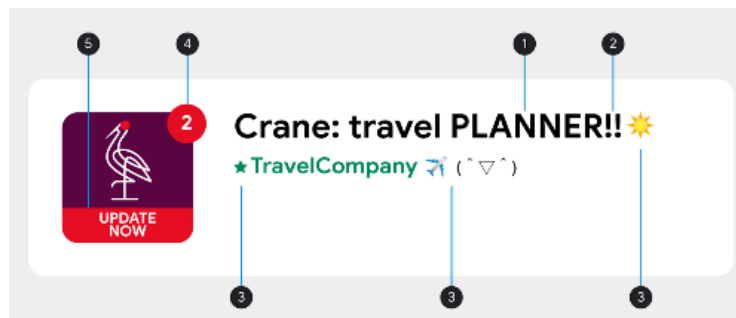 5 4 1 2
2
Crane: travel PLANNER!!☀️
★TravelCompany ✈️ (ˆ▽ˆ)
UPDATE
NOW
3 3 3